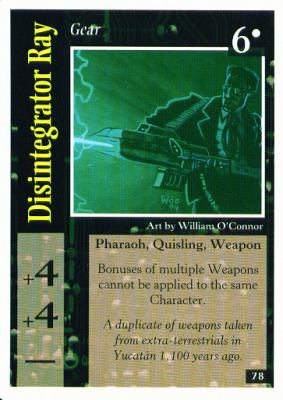 Disintegrator Ray
Gear
6•
Woo
94
Art by William O'Connor
Pharaoh, Quisling, Weapon
Bonuses of multiple Weapons
cannot be applied to the same
Character.
A duplicate of weapons taken
from extra-terrestrials in
Yucatán 1,100 years ago.
+4
+4
—
78